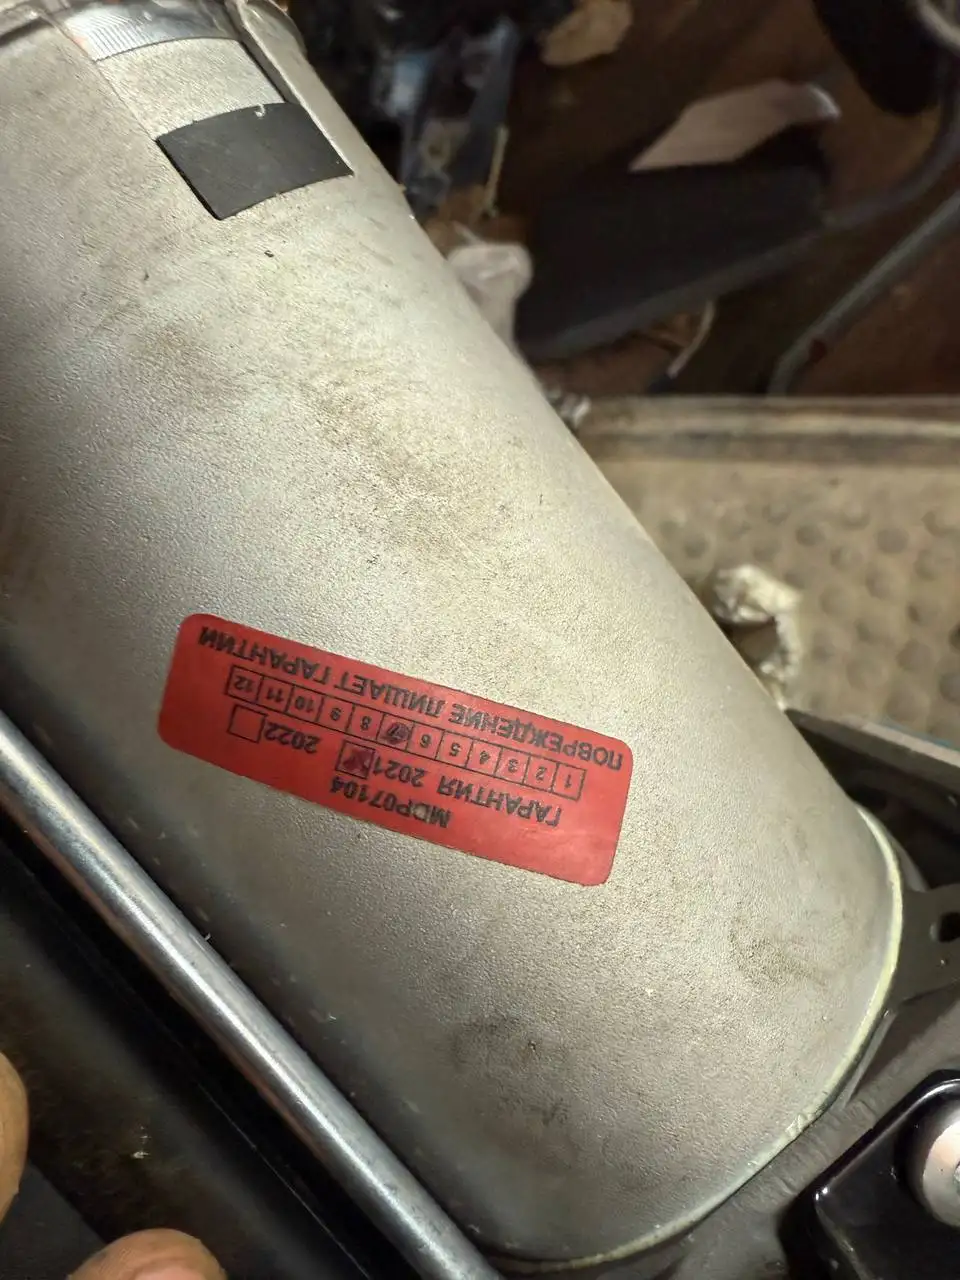 MDP07104
ГАРАНТИЯ 2021 2022
1 2 3 4 5 6 7 8 9 10 11 12
ПОВРЕЖДЕНИЕ ЛИШАЕТ ГАРАНТИИ